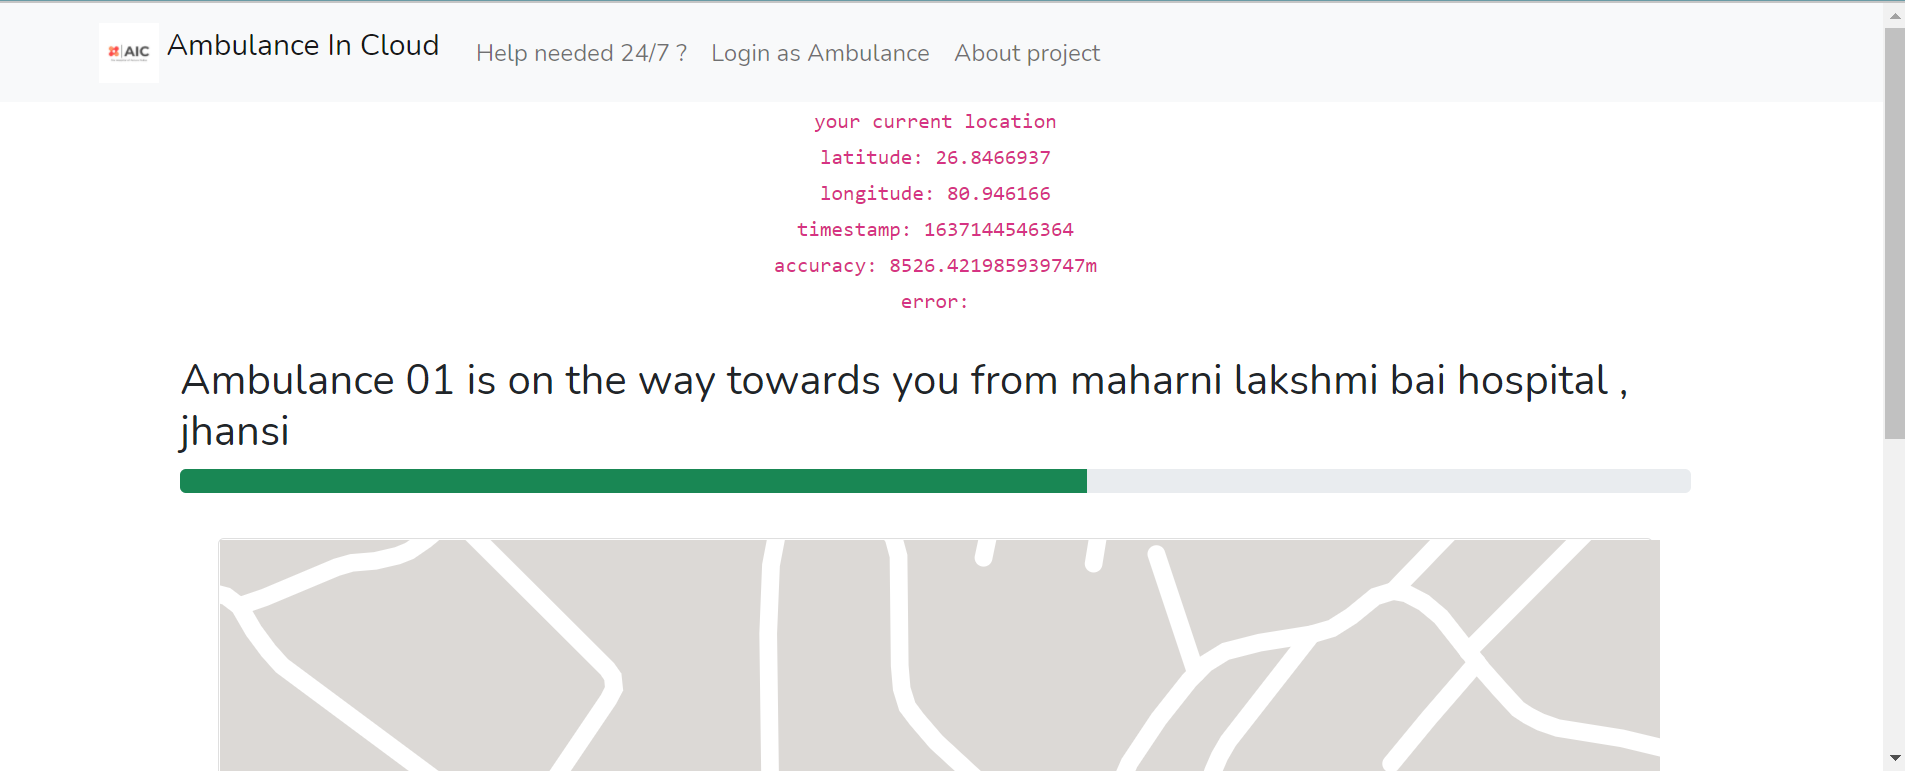 AIC
Ambulance In Cloud
Help needed 24/7 ? Login as Ambulance About project
your current location
latitude: 26.8466937
longitude: 80.946166
timestamp: 1637144546364
accuracy: 8526.421985939747m
error:
Ambulance 01 is on the way towards you from maharni lakshmi bai hospital ,
jhansi